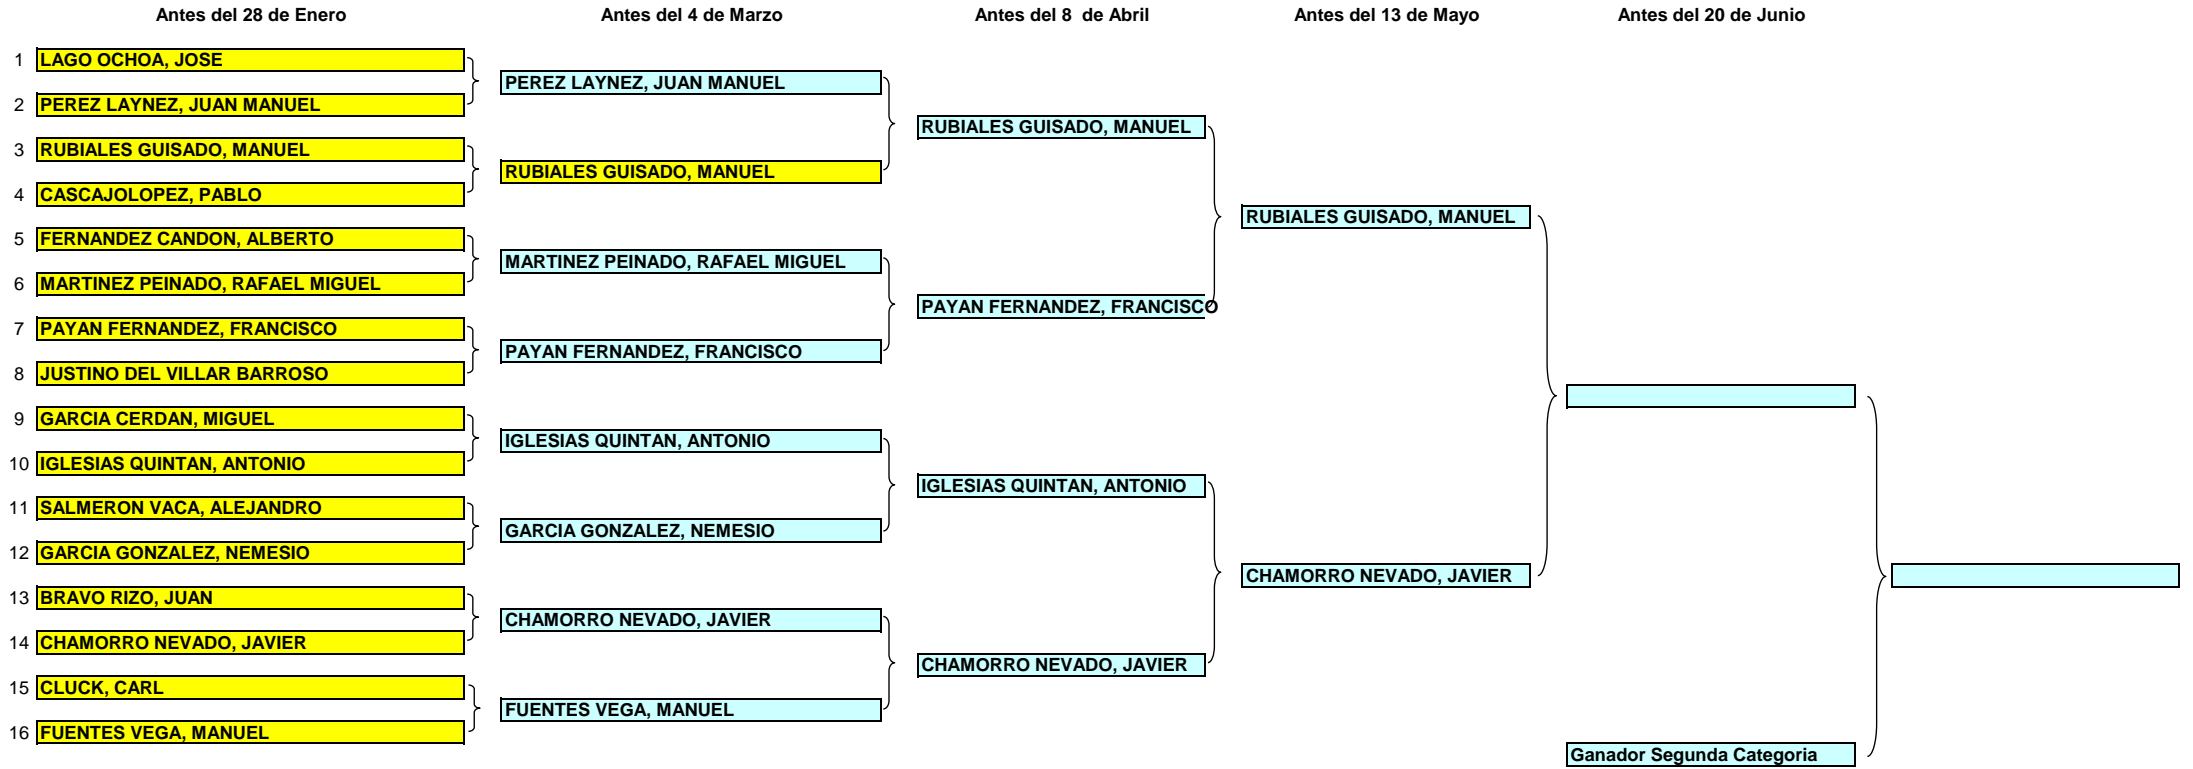 Antes del 28 de Enero
Antes del 4 de Marzo
Antes del 8  de Abril
Antes del 13 de Mayo
Antes del 20 de Junio
1 LAGO OCHOA, JOSE
PEREZ LAYNEZ, JUAN MANUEL
2 PEREZ LAYNEZ, JUAN MANUEL
RUBIALES GUISADO, MANUEL
3 RUBIALES GUISADO, MANUEL
RUBIALES GUISADO, MANUEL
4 CASCAJOLOPEZ, PABLO
RUBIALES GUISADO, MANUEL
5 FERNANDEZ CANDON, ALBERTO
MARTINEZ PEINADO, RAFAEL MIGUEL
6 MARTINEZ PEINADO, RAFAEL MIGUEL
PAYAN FERNANDEZ, FRANCISCO
7 PAYAN FERNANDEZ, FRANCISCO
PAYAN FERNANDEZ, FRANCISCO
8 JUSTINO DEL VILLAR BARROSO
9 GARCIA CERDAN, MIGUEL
IGLESIAS QUINTAN, ANTONIO
10 IGLESIAS QUINTAN, ANTONIO
IGLESIAS QUINTAN, ANTONIO
11 SALMERON VACA, ALEJANDRO
GARCIA GONZALEZ, NEMESIO
12 GARCIA GONZALEZ, NEMESIO
CHAMORRO NEVADO, JAVIER
13 BRAVO RIZO, JUAN
CHAMORRO NEVADO, JAVIER
14 CHAMORRO NEVADO, JAVIER
CHAMORRO NEVADO, JAVIER
15 CLUCK, CARL
FUENTES VEGA, MANUEL
16 FUENTES VEGA, MANUEL
Ganador Segunda Categoria